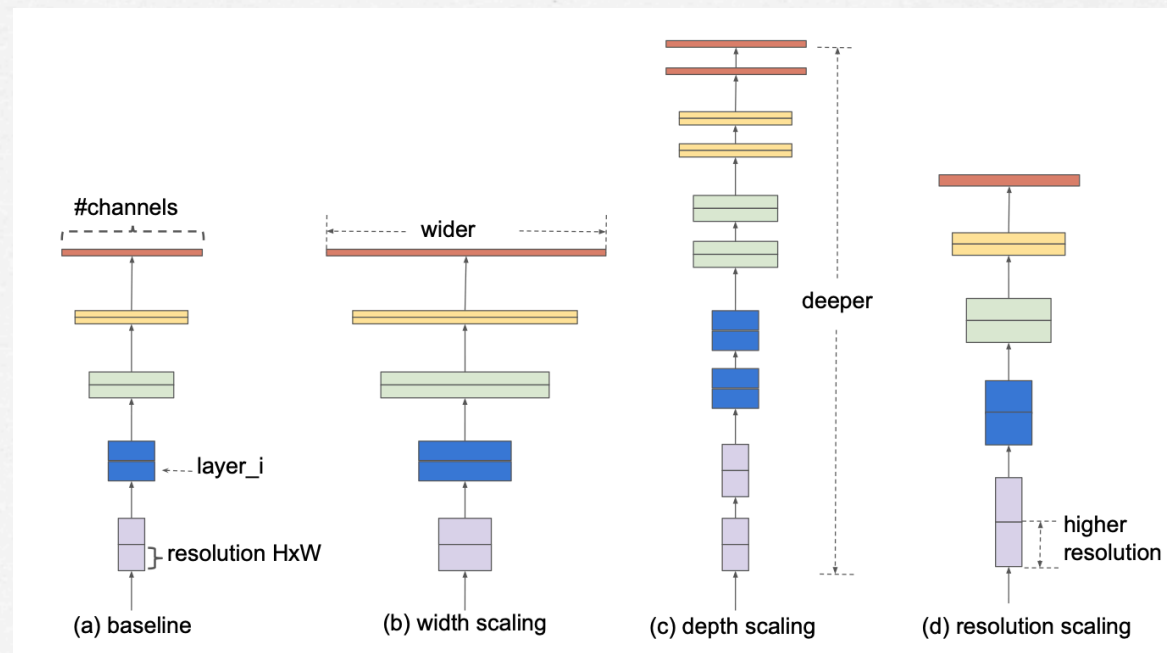 #channels
wider
deeper
layer_i
higher
resolution
resolution HxW
(a) baseline
(b) width scaling
(c) depth scaling
(d) resolution scaling